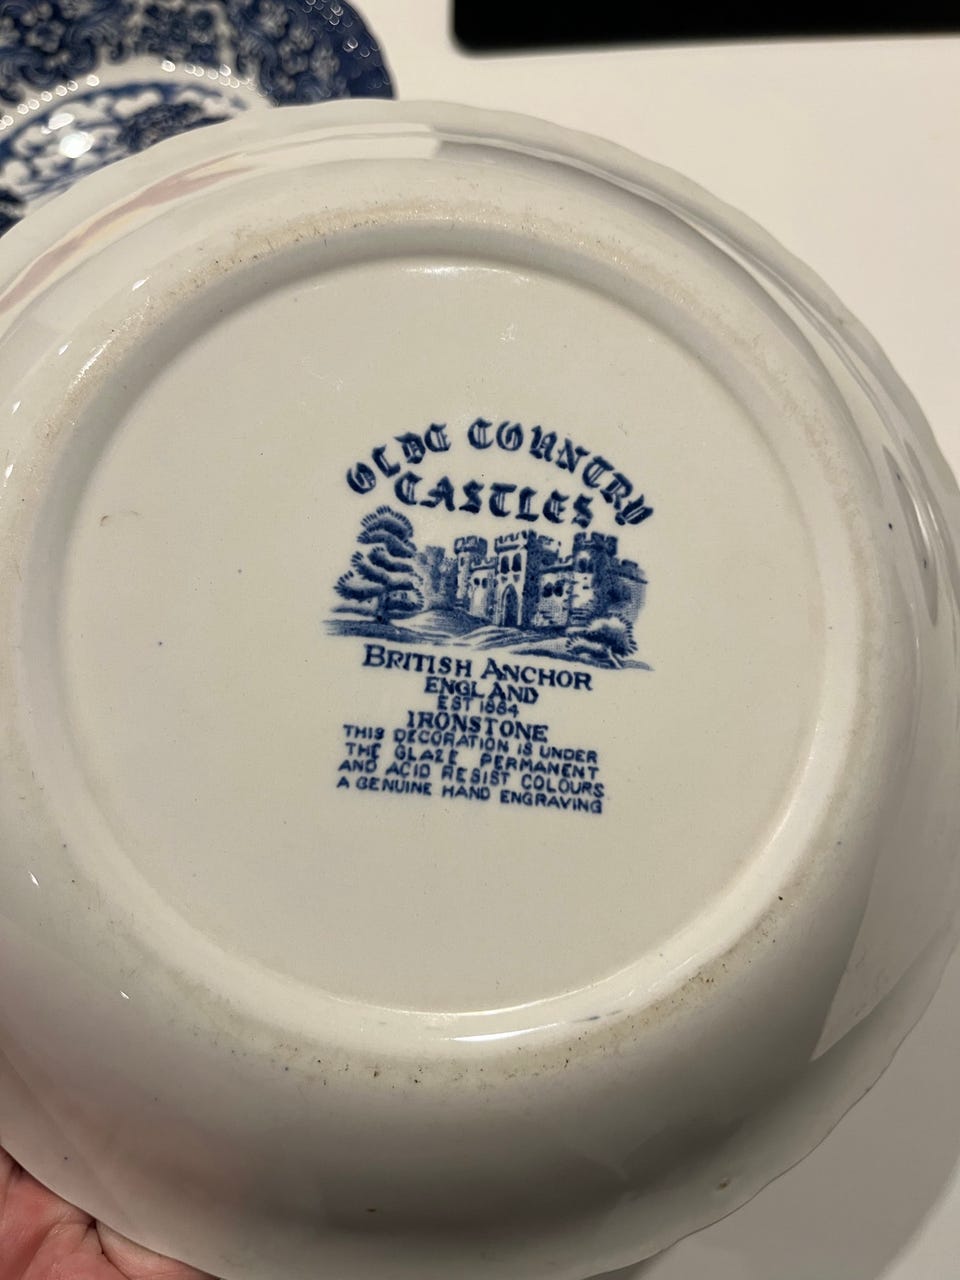 OLDE COUNTRY
CASTLES
BRITISH ANCHOR
ENGLAND
EST 1884
IRONSTONE
THIS DECORATION IS UNDER
THE GLAZE PERMANENT
AND ACID RESIST COLOURS
A GENUINE HAND ENGRAVING